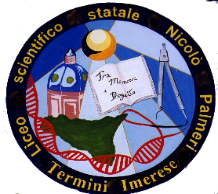 Liceo scientifico statale Nicolò Palmeri
Termini Imerese
Tra
Memoria
e
Progetto